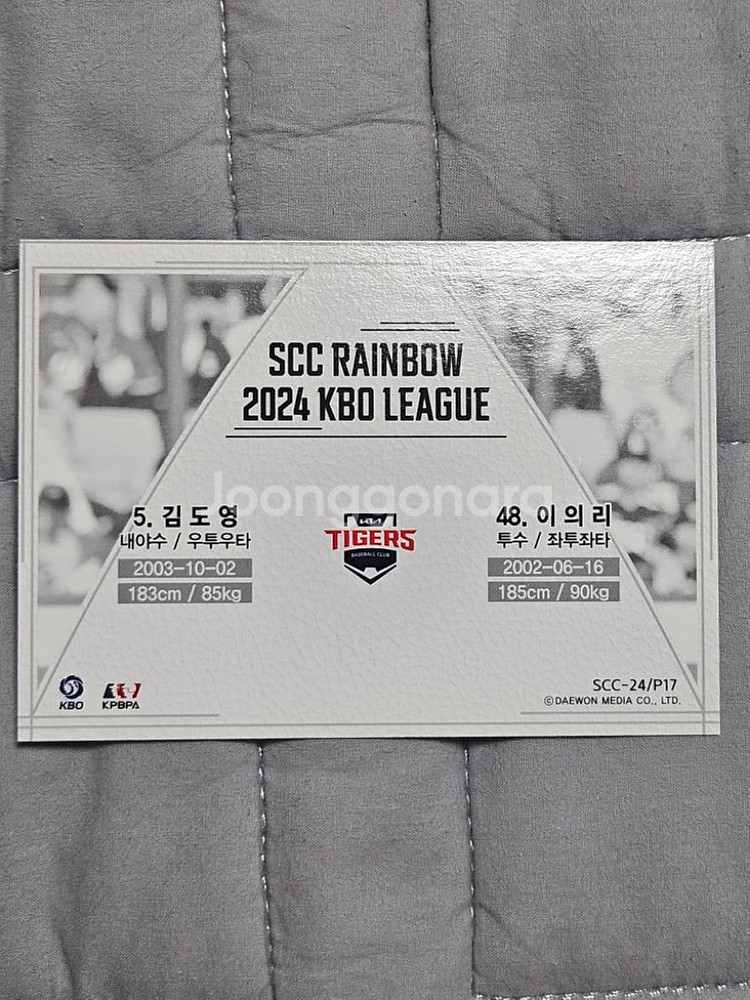 SCC RAINBOW
2024 KBO LEAGUE
joonggonara
5. 김도영
내야수 / 우투우타
2003-10-02
183cm / 85kg
KIA
TIGERS
BASEBALL CLUB
48. 이의리
투수 / 좌투좌타
2002-06-16
185cm / 90kg
KBO
KPBPA
SCC-24/P17
©DAEWON MEDIA CO., LTD.